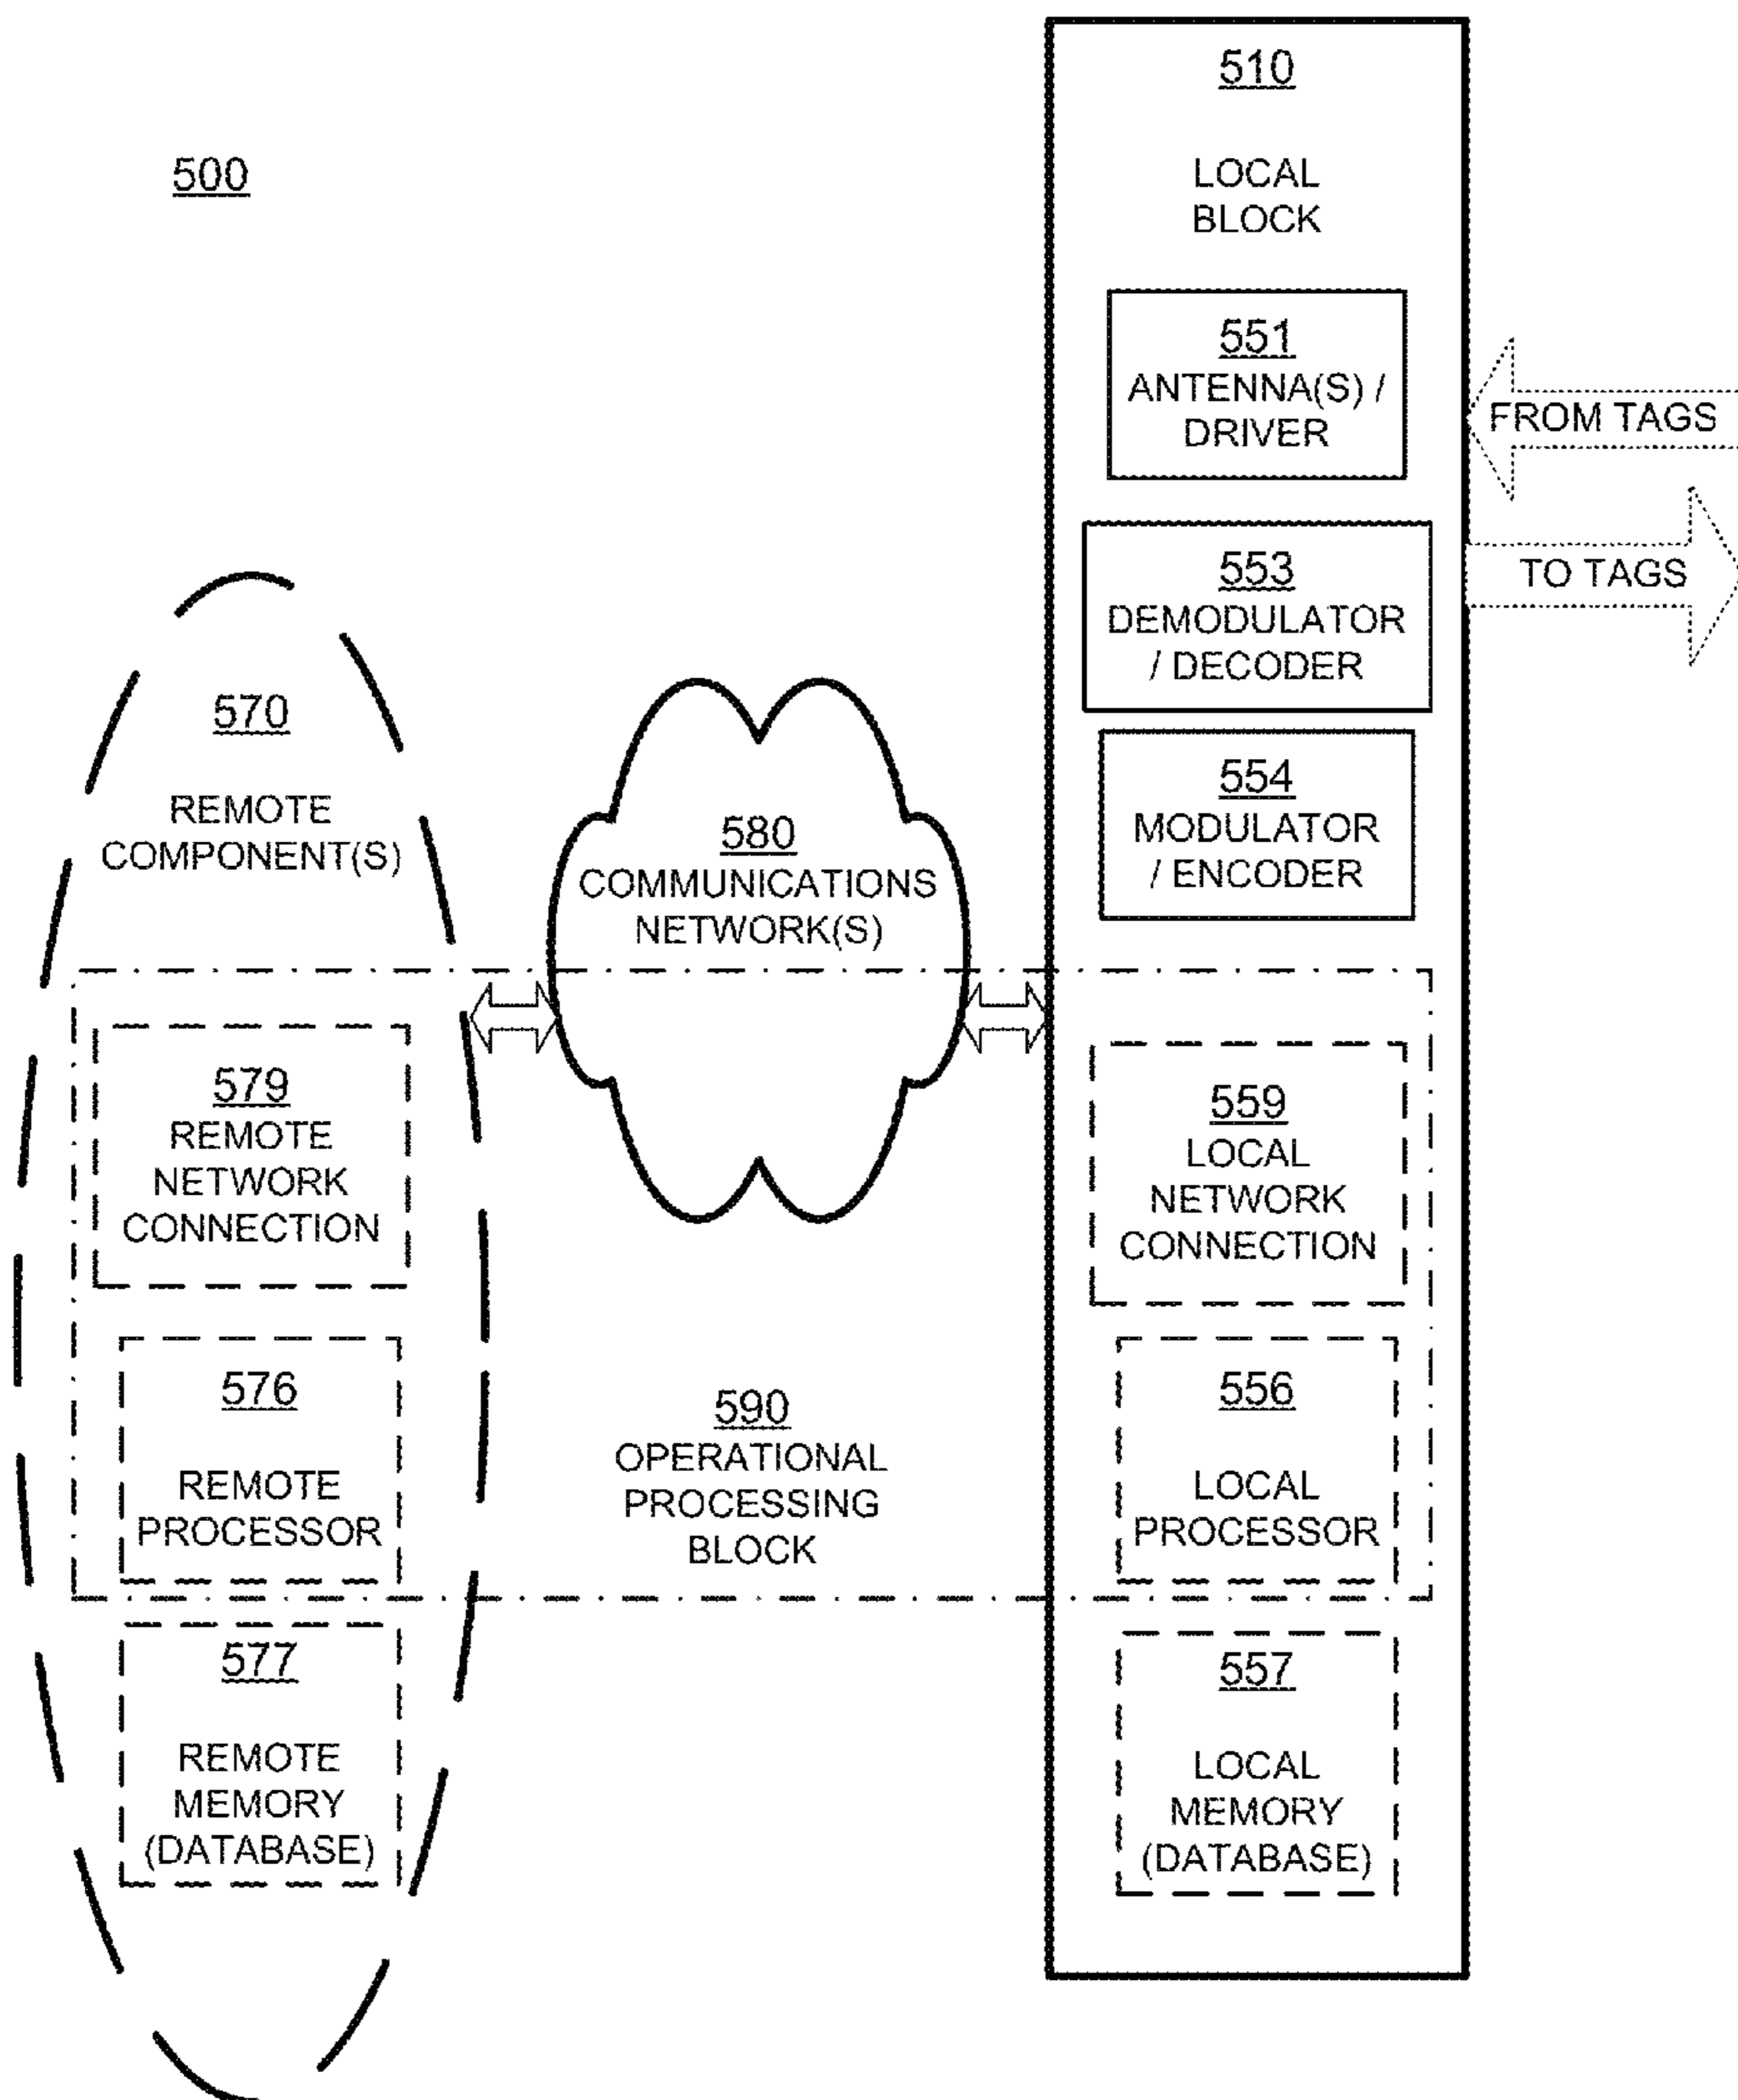 500
510
LOCAL
BLOCK
551
ANTENNA(S) /
DRIVER
FROM TAGS
TO TAGS
553
DEMODULATOR
/ DECODER
554
MODULATOR
/ ENCODER
570
REMOTE
COMPONENT(S)
580
COMMUNICATIONS
NETWORK(S)
579
REMOTE
NETWORK
CONNECTION
559
LOCAL
NETWORK
CONNECTION
576
REMOTE
PROCESSOR
590
OPERATIONAL
PROCESSING
BLOCK
556
LOCAL
PROCESSOR
577
REMOTE
MEMORY
(DATABASE)
557
LOCAL
MEMORY
(DATABASE)